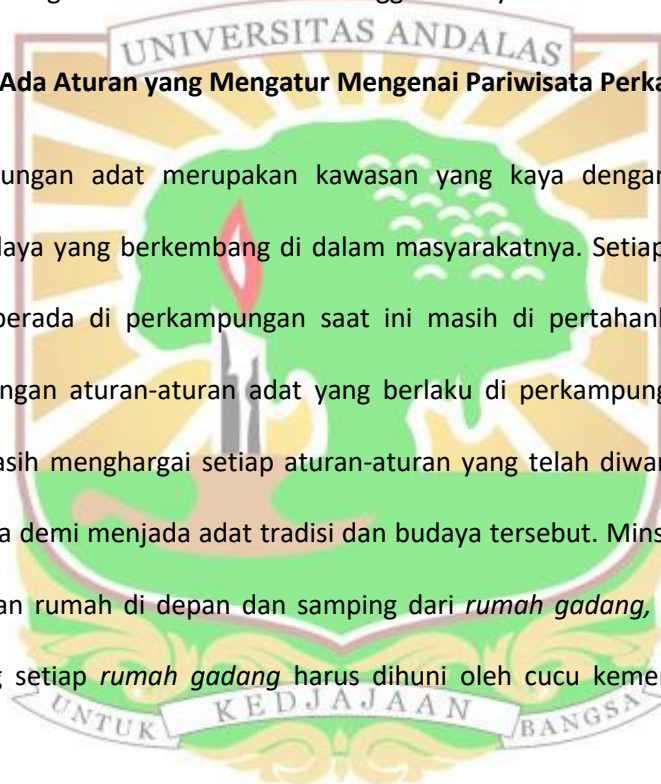 UNIVERSITAS ANDALAS
Ada Aturan yang Mengatur Mengenai Pariwisata Perka
ungan adat merupakan kawasan yang kaya dengan
laya yang berkembang di dalam masyarakatnya. Setiap
berada di perkampungan saat ini masih di pertahank
ngan aturan-aturan adat yang berlaku di perkampung
asih menghargai setiap aturan-aturan yang telah diwar
a demi menjada adat tradisi dan budaya tersebut. Mins
an rumah di depan dan samping dari rumah gadang,
g setiap rumah gadang harus dihuni oleh cucu kemen
UNTUK KEDJAJAAN BANGSA